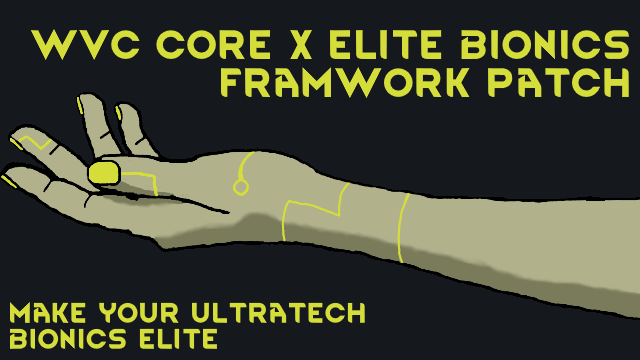 WVC CORE X ELITE BIONICS
FRAMWORK PATCH
MAKE YOUR ULTRATECH
BIONICS ELITE